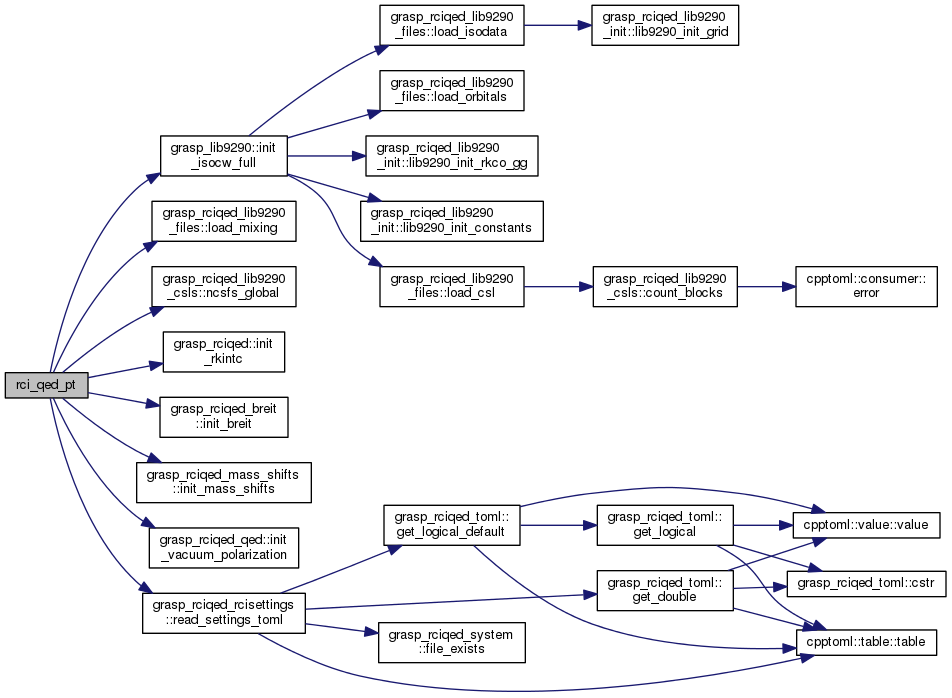 grasp_rciqed_lib9290
_files::load_isodata
grasp_rciqed_lib9290
_init::lib9290_init_grid
grasp_rciqed_lib9290
_files::load_orbitals
grasp_lib9290::init
_isocw_full
grasp_rciqed_lib9290
_init::lib9290_init_rkco_gg
grasp_rciqed_lib9290
_files::load_mixing
grasp_rciqed_lib9290
_init::lib9290_init_constants
grasp_rciqed_lib9290
_csls::ncsfs_global
grasp_rciqed_lib9290
_files::load_csl
grasp_rciqed_lib9290
_csls::count_blocks
cpptoml::consumer::
error
grasp_rciqed::init
_rkintc
rci_qed_pt
grasp_rciqed_breit
::init_breit
grasp_rciqed_mass_shifts
::init_mass_shifts
grasp_rciqed_qed::init
_vacuum_polarization
grasp_rciqed_toml::
get_logical_default
grasp_rciqed_toml::
get_logical
cpptoml::value::value
grasp_rciqed_rcisettings
::read_settings_toml
grasp_rciqed_toml::
get_double
grasp_rciqed_toml::cstr
grasp_rciqed_system
::file_exists
cpptoml::table::table